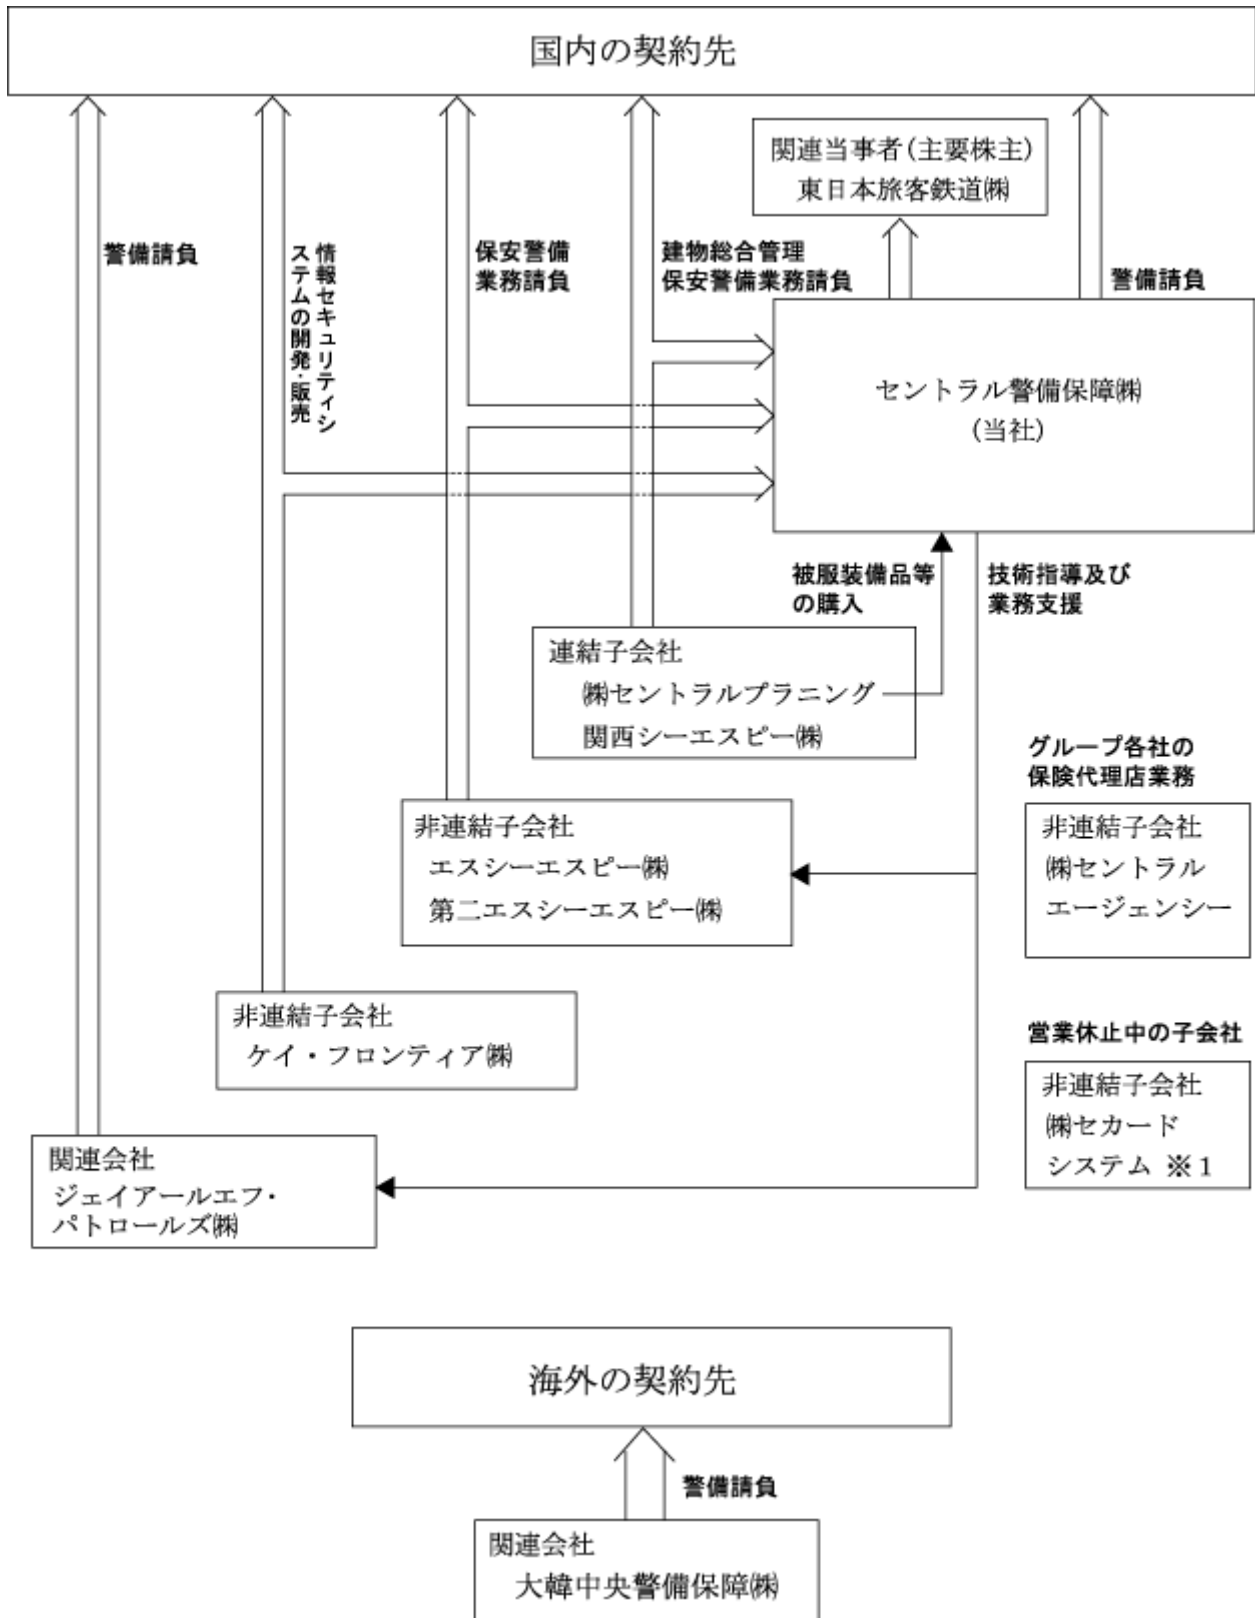 国内の契約先
関連当事者(主要株主)
東日本旅客鉄道㈱
警備請負
情報セキュリティシ
ステムの開発・販売
保安警備
業務請負
建物総合管理
保安警備業務請負
警備請負
セントラル警備保障㈱
(当社)
被服装備品等
の購入
技術指導及び
業務支援
連結子会社
㈱セントラルプラニング
関西シーエスピー㈱
グループ各社の
保険代理店業務
非連結子会社
㈱セントラル
エージェンシー
非連結子会社
エスシーエスピー㈱
第二エスシーエスピー㈱
非連結子会社
ケイ・フロンティア㈱
営業休止中の子会社
非連結子会社
㈱セカード
システム ※1
関連会社
ジェイアールエフ・
パトロールズ㈱
海外の契約先
警備請負
関連会社
大韓中央警備保障㈱